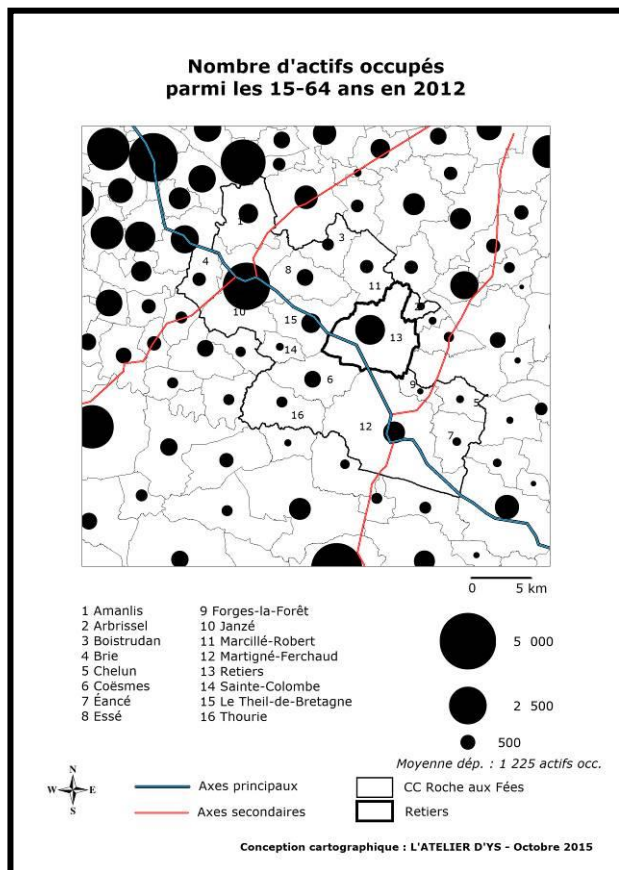 Nombre d'actifs occupés
parmi les 15-64 ans en 2012
1
3
4
8
11
2
10
15
13
14
6
9
5
16
12
7
0 5 km
1 Amanlis
2 Arbrissel
3 Boistrudan
4 Brie
5 Chelun
6 Coësmes
7 Éancé
8 Essé
9 Forges-la-Forêt
10 Janzé
11 Marcillé-Robert
12 Martigné-Ferchaud
13 Retiers
14 Sainte-Colombe
15 Le Theil-de-Bretagne
16 Thourie
5 000
2 500
500
Moyenne dép. : 1 225 actifs occ.
N
W E
S
Axes principaux
Axes secondaires
CC Roche aux Fées
Retiers
Conception cartographique : L'ATELIER D'YS - Octobre 2015